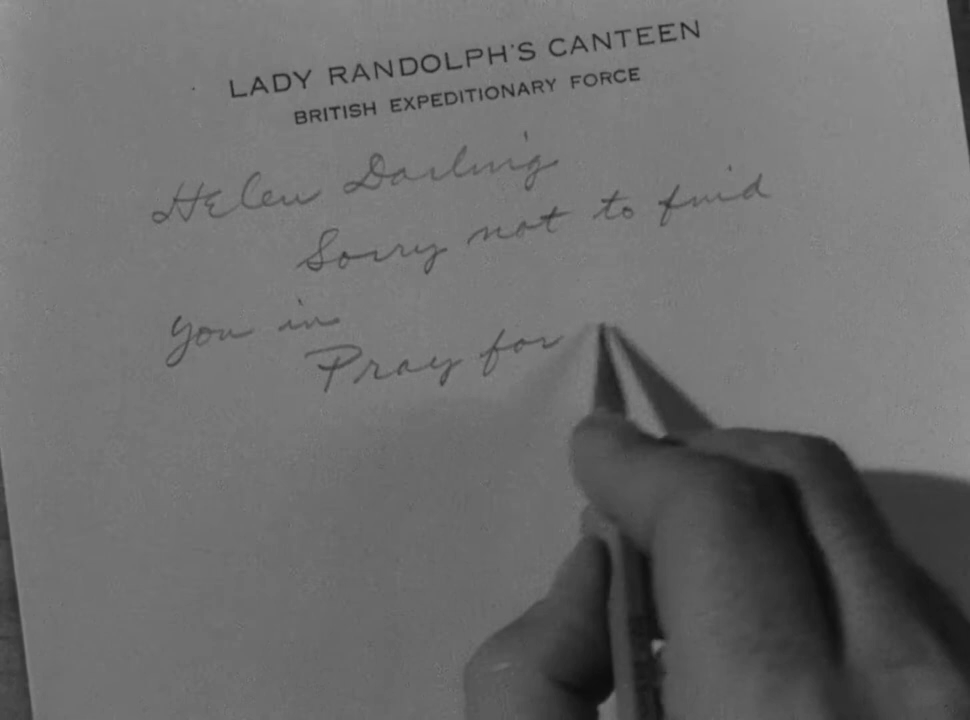 LADY RANDOLPH'S CANTEEN
BRITISH EXPEDITIONARY FORCE
Helen Darling
Sorry not to find
you in
Pray for